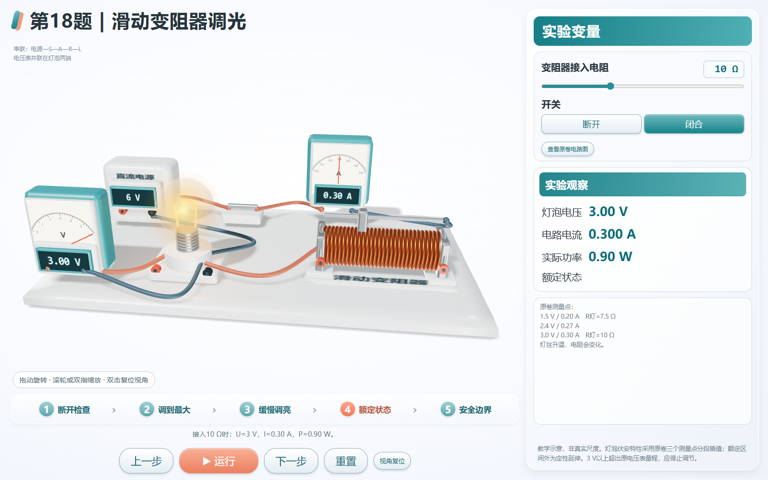 第18题 | 滑动变阻器调光
串联：电源—S—A—R—L
电压表并联在灯泡两端
直流电源
6 V
A
0.30 A
V
3.00 V
滑动变阻器
拖动旋转 · 滚轮或双指缩放 · 双击复位视角
1 断开检查 › 2 调到最大 › 3 缓慢调亮 › 4 额定状态 › 5 安全边界
接入10 Ω时：U=3 V，I=0.30 A，P=0.90 W。
上一步 ▶ 运行 下一步 重置 视角复位
实验变量
变阻器接入电阻 10 Ω
开关
断开 闭合
查看原卷电路图
实验观察
灯泡电压 3.00 V
电路电流 0.300 A
实际功率 0.90 W
额定状态
原卷测量点：
1.5 V / 0.20 A R灯=7.5 Ω
2.4 V / 0.27 A
3.0 V / 0.30 A R灯=10 Ω
灯丝升温，电阻会变化。
教学示意，非真实尺度。灯泡伏安特性采用原卷三个测量点分段插值；额定区
间外为定性延伸。3 V以上超出原电压表量程，应停止调节。